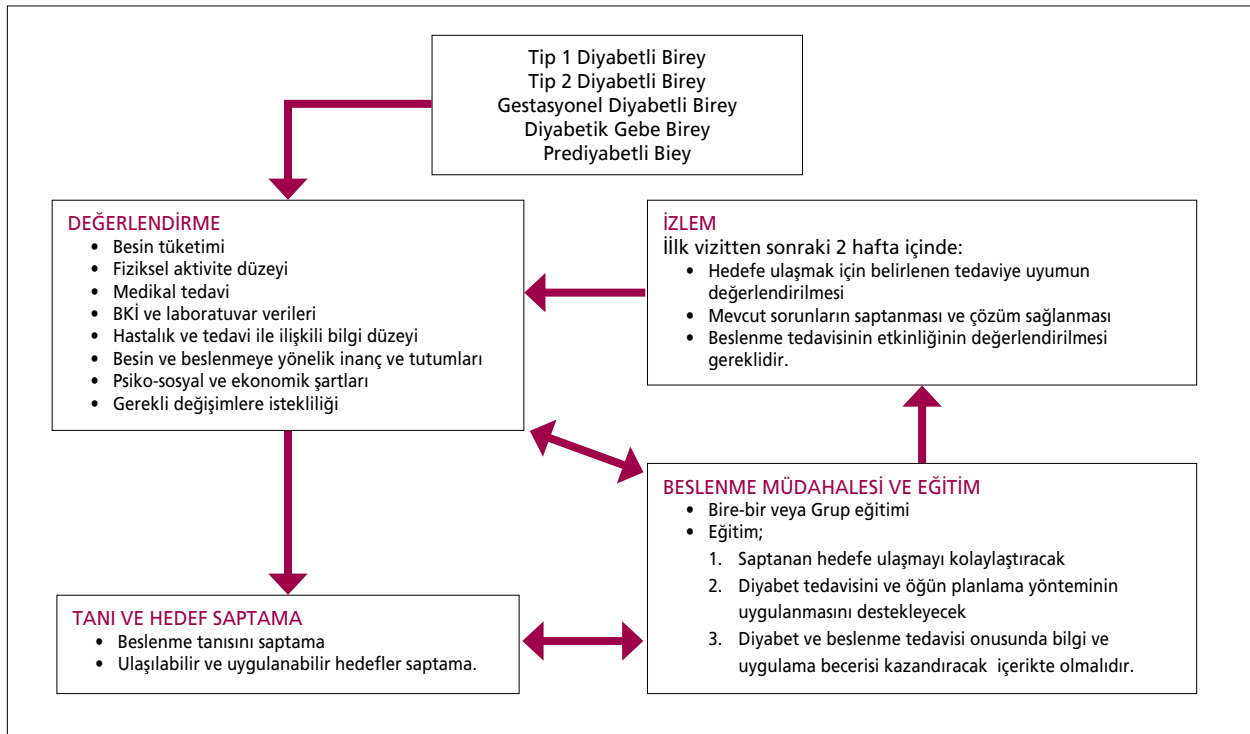 Tip 1 Diyabetli Birey
Tip 2 Diyabetli Birey
Gestasyonel Diyabetli Birey
Diyabetik Gebe Birey
Prediyabetli Biey
DEĞERLENDİRME
• Besin tüketimi
• Fiziksel aktivite düzeyi
• Medikal tedavi
• BKİ ve laboratuvar verileri
• Hastalık ve tedavi ile ilişkili bilgi düzeyi
• Besin ve beslenmeye yönelik inanç ve tutumları
• Psiko-sosyal ve ekonomik şartları
• Gerekli değişimlere istekliliği
İZLEM
İilk vizitten sonraki 2 hafta içinde:
• Hedefe ulaşmak için belirlenen tedaviye uyumun
değerlendirilmesi
• Mevcut sorunların saptanması ve çözüm sağlanması
• Beslenme tedavisinin etkinliğinin değerlendirilmesi
gereklidir.
BESLENME MÜDAHALESİ VE EĞİTİM
• Bire-bir veya Grup eğitimi
• Eğitim;
1. Saptanan hedefe ulaşmayı kolaylaştıracak
2. Diyabet tedavisini ve öğün planlama yönteminin
uygulanmasını destekleyecek
3. Diyabet ve beslenme tedavisi onusunda bilgi ve
uygulama becerisi kazandıracak içerikte olmalıdır.
TANI VE HEDEF SAPTAMA
• Beslenme tanısını saptama
• Ulaşılabilir ve uygulanabilir hedefler saptama.